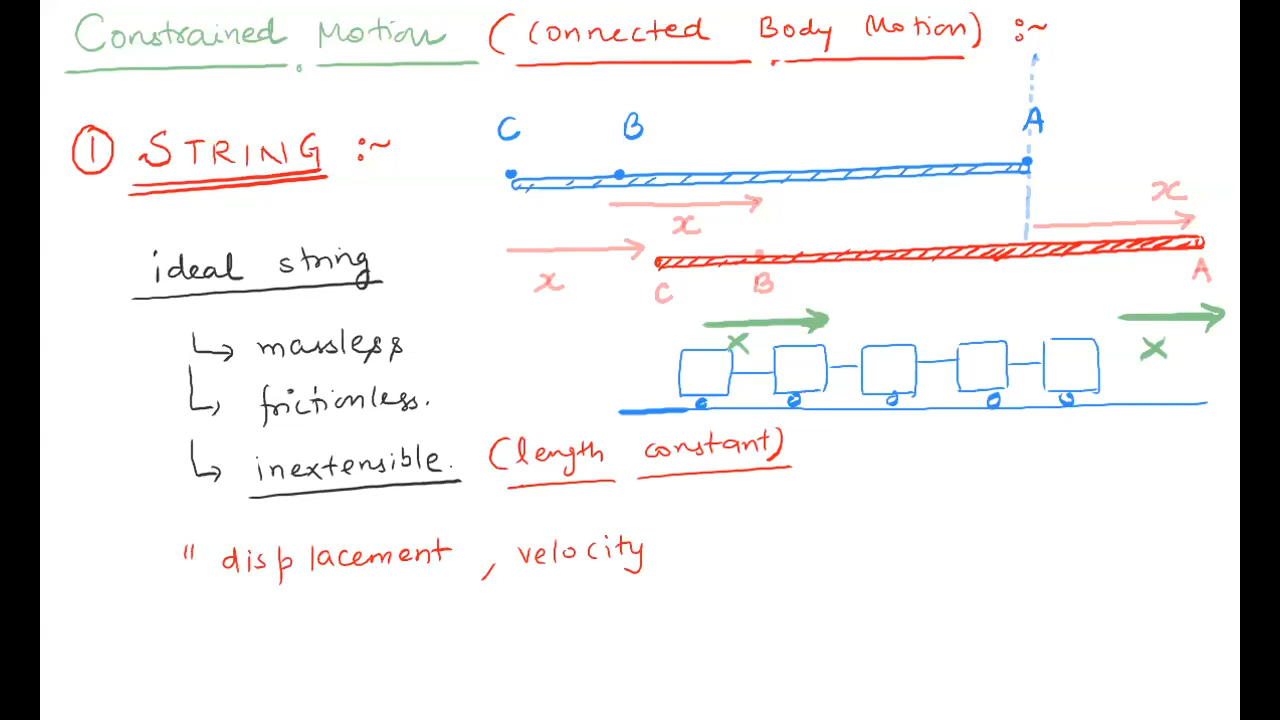 Constrained Motion (Connected Body Motion) :~
① STRING :~
C B A
x
x
x
C B A
ideal string
↳ massless
↳ frictionless.
↳ inextensible. (length constant)
x x
" displacement, velocity